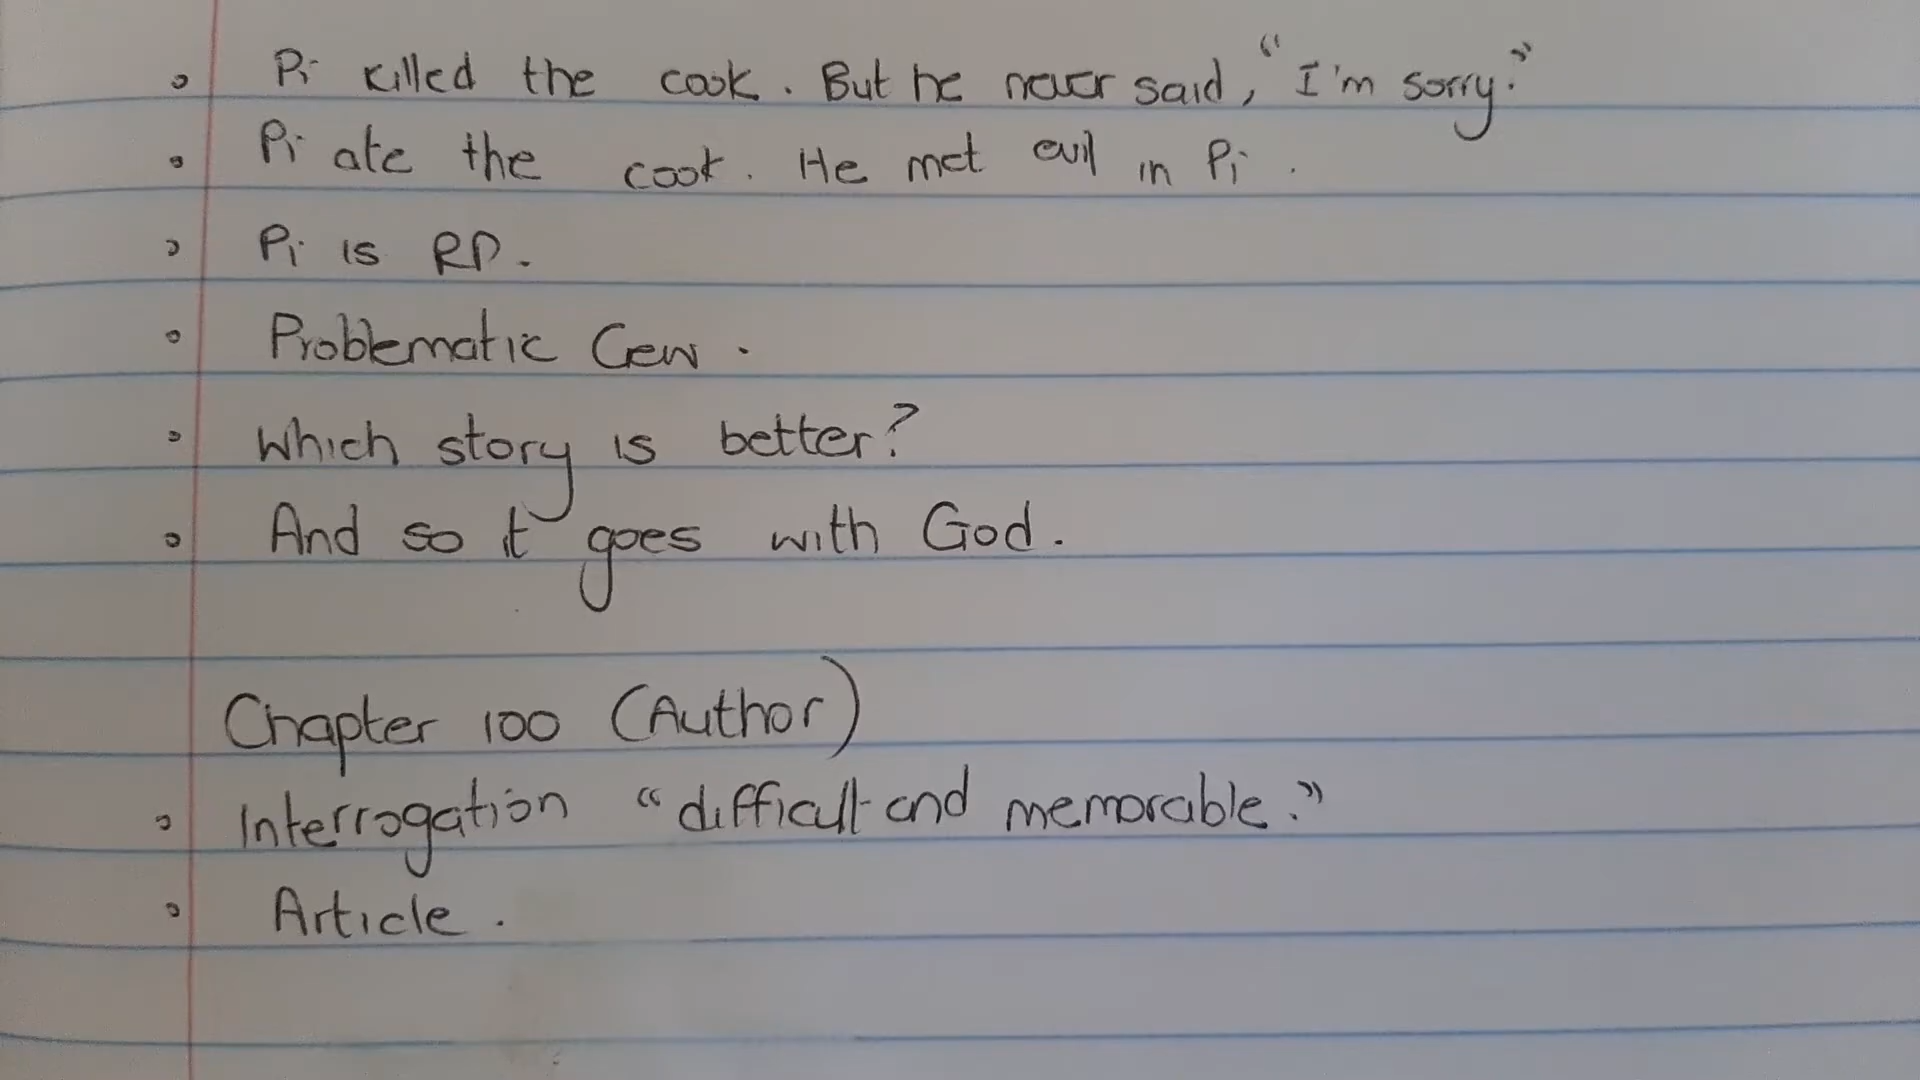 Pi killed the cook. But he never said, "I'm sorry."
Pi ate the cook. He met evil in Pi.
Pi is RP.
Problematic Crew.
Which story is better?
And so it goes with God.
Chapter 100 (Author)
Interrogation "difficult and memorable."
Article.